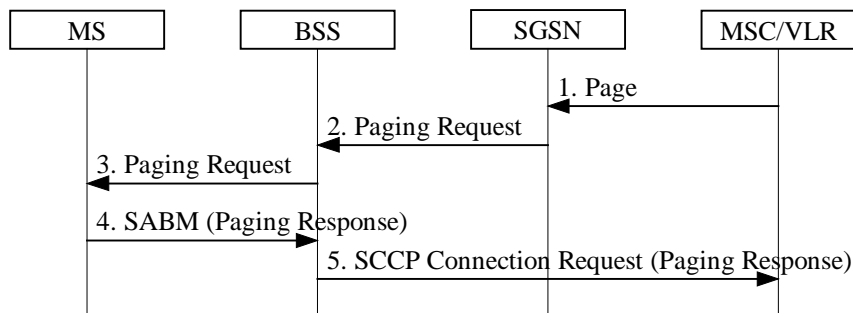 MS
BSS
SGSN
MSC/VLR
1. Page
2. Paging Request
3. Paging Request
4. SABM (Paging Response)
5. SCCP Connection Request (Paging Response)